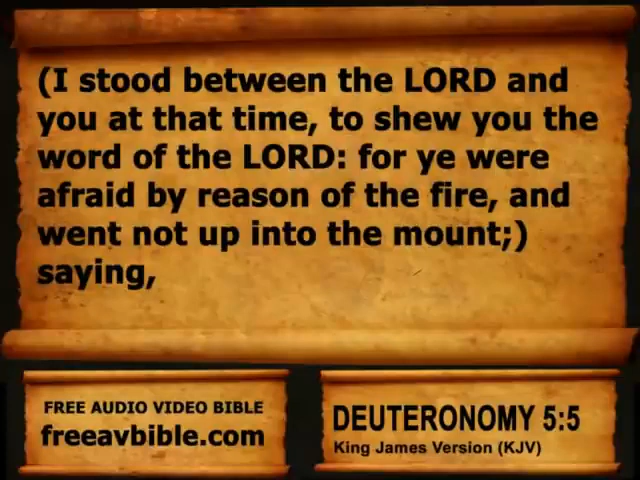 (I stood between the LORD and
you at that time, to shew you the
word of the LORD: for ye were
afraid by reason of the fire, and
went not up into the mount;)
saying,
FREE AUDIO VIDEO BIBLE
freeavbible.com
DEUTERONOMY 5:5
King James Version (KJV)